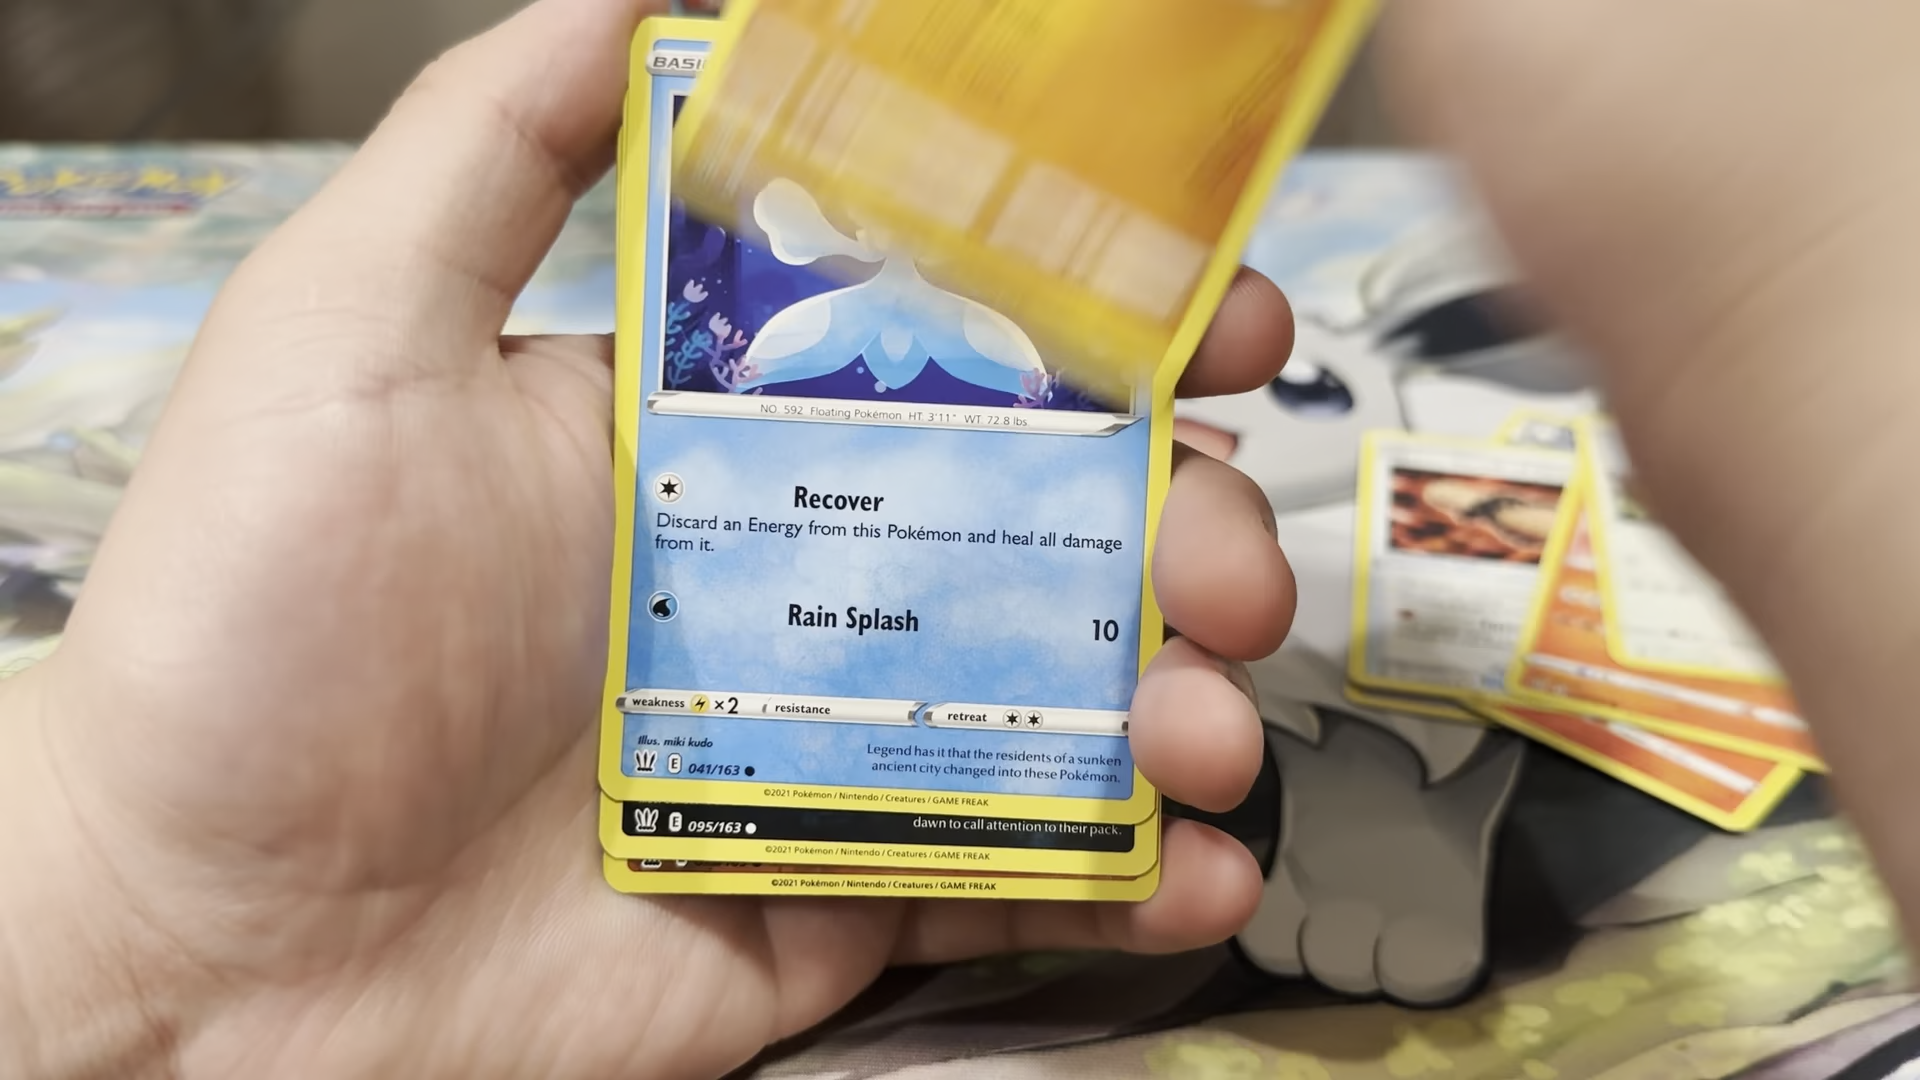 POKÉMON
BASI
NO. 592 Floating Pokémon HT: 3'11" WT: 72.8 lbs.
Recover
Discard an Energy from this Pokémon and heal all damage
from it.
Rain Splash 10
weakness ×2 resistance retreat
Illus. miki kudo
Legend has it that the residents of a sunken
ancient city changed into these Pokémon.
E 041/163
©2021 Pokémon / Nintendo / Creatures / GAME FREAK
E 095/163
dawn to call attention to their pack.
©2021 Pokémon / Nintendo / Creatures / GAME FREAK
©2021 Pokémon / Nintendo / Creatures / GAME FREAK